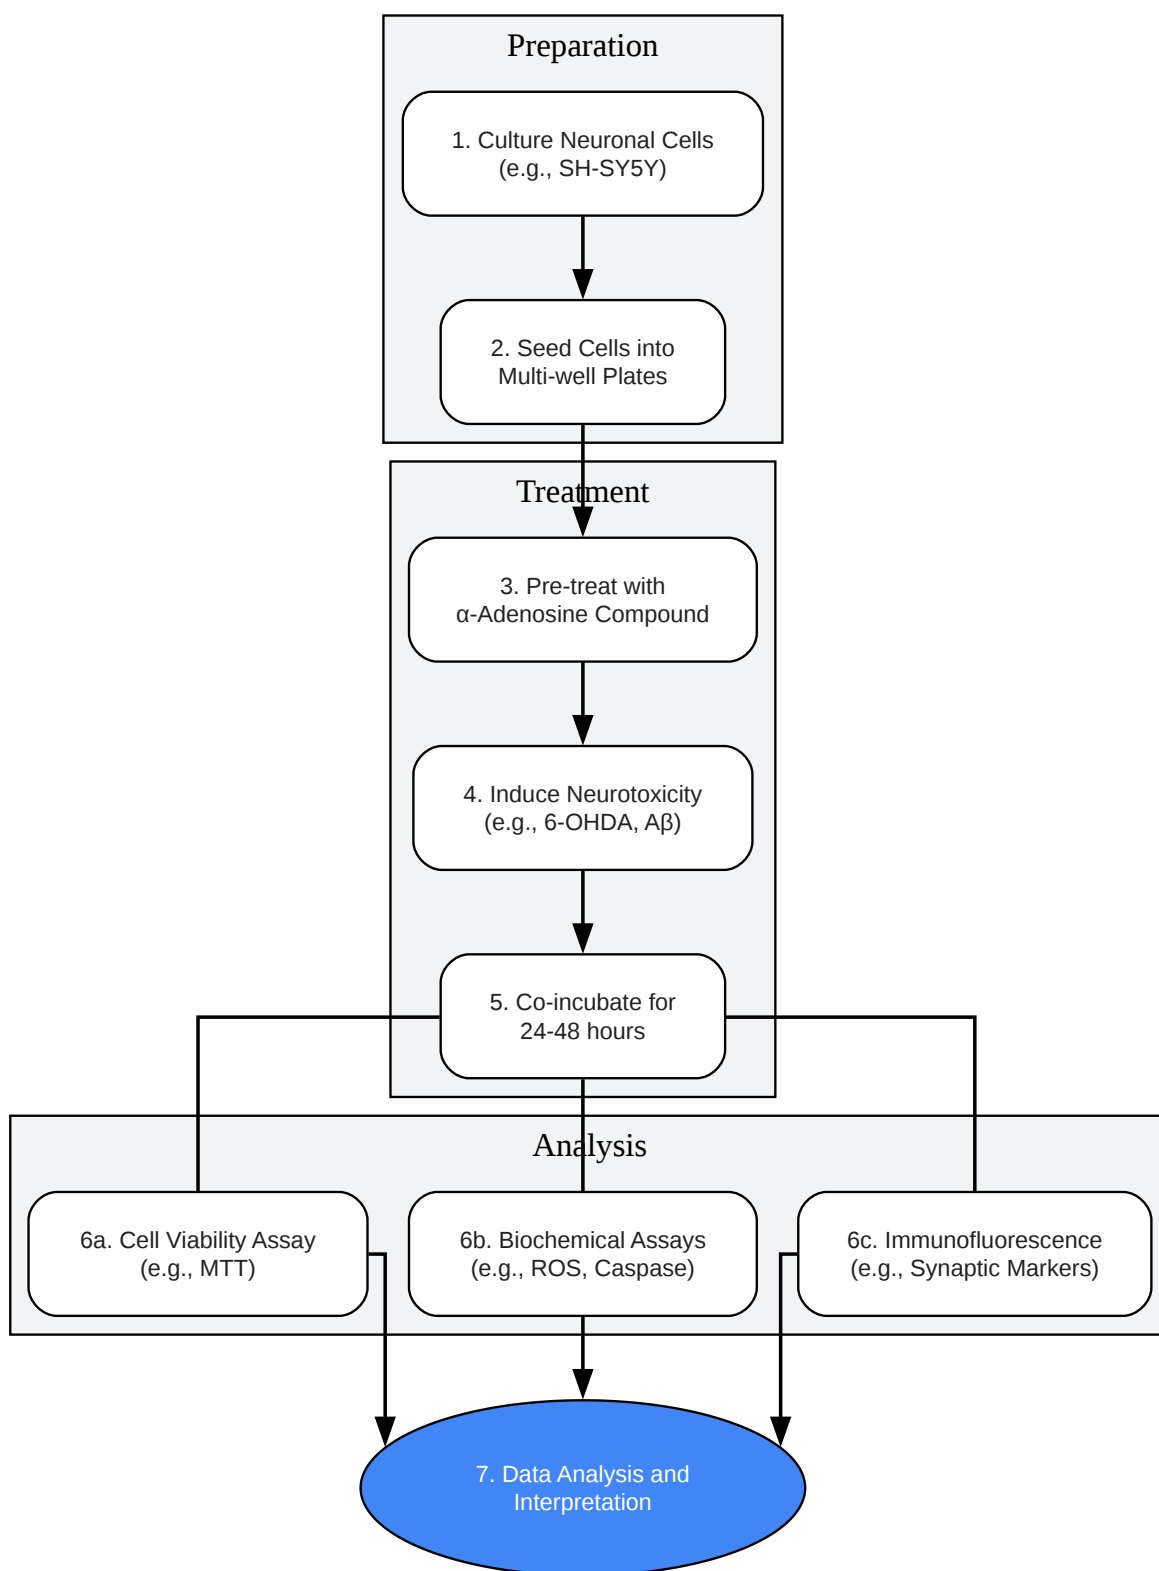 Preparation
1. Culture Neuronal Cells
(e.g., SH-SY5Y)
2. Seed Cells into
Multi-well Plates
Treatment
3. Pre-treat with
α-Adenosine Compound
4. Induce Neurotoxicity
(e.g., 6-OHDA, Aβ)
5. Co-incubate for
24-48 hours
Analysis
6a. Cell Viability Assay
(e.g., MTT)
6b. Biochemical Assays
(e.g., ROS, Caspase)
6c. Immunofluorescence
(e.g., Synaptic Markers)
7. Data Analysis and
Interpretation